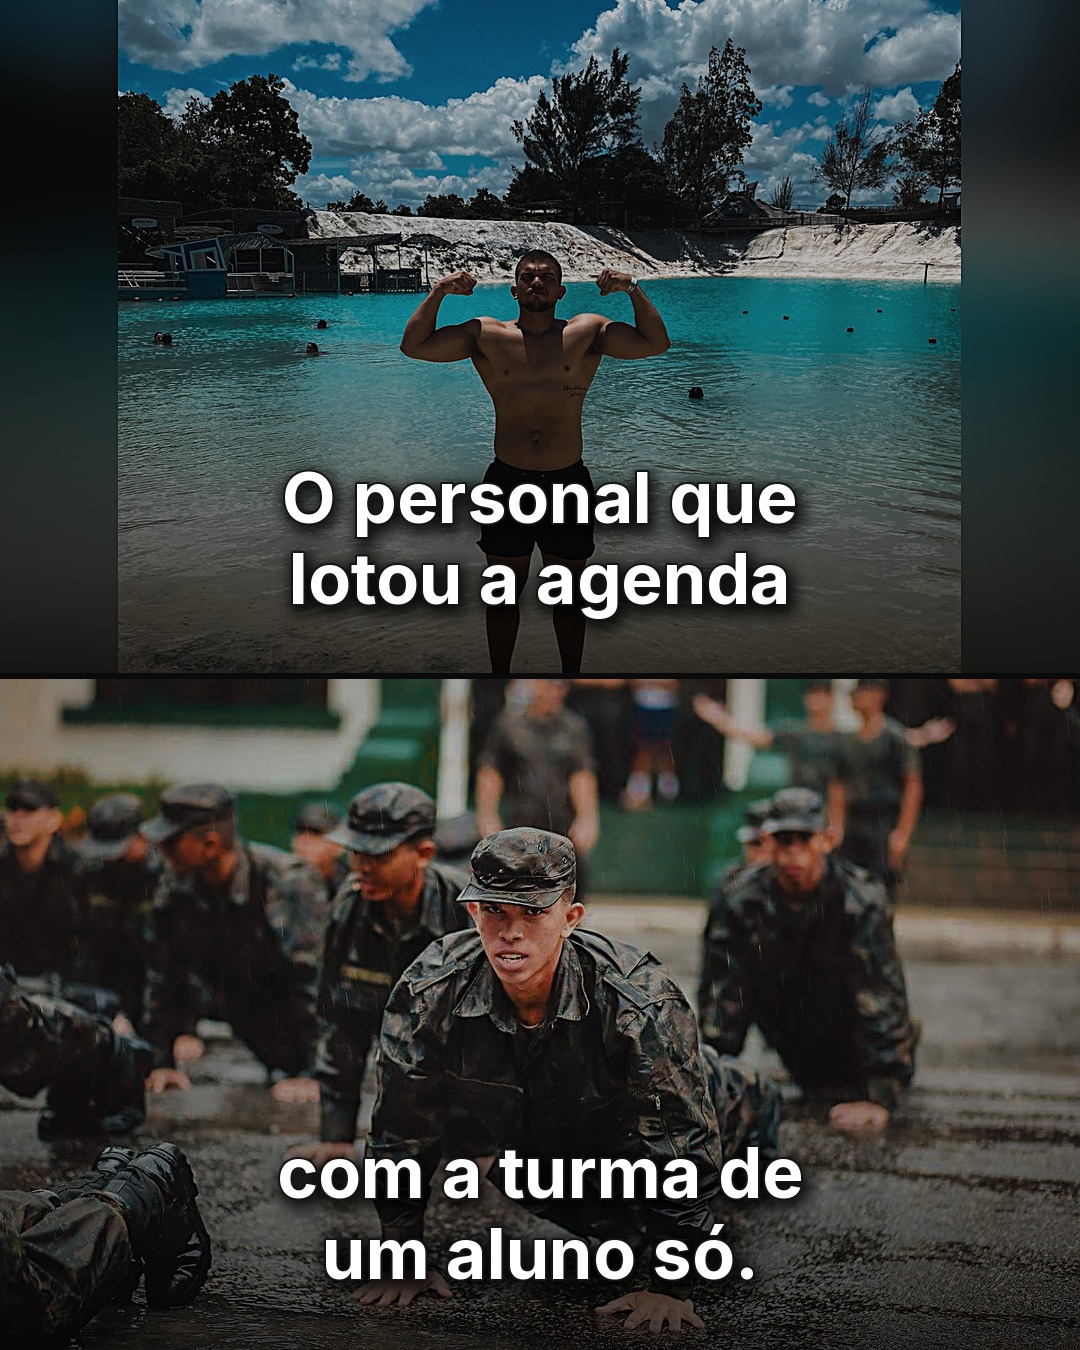 O personal que
lotou a agenda
com a turma de
um aluno só.